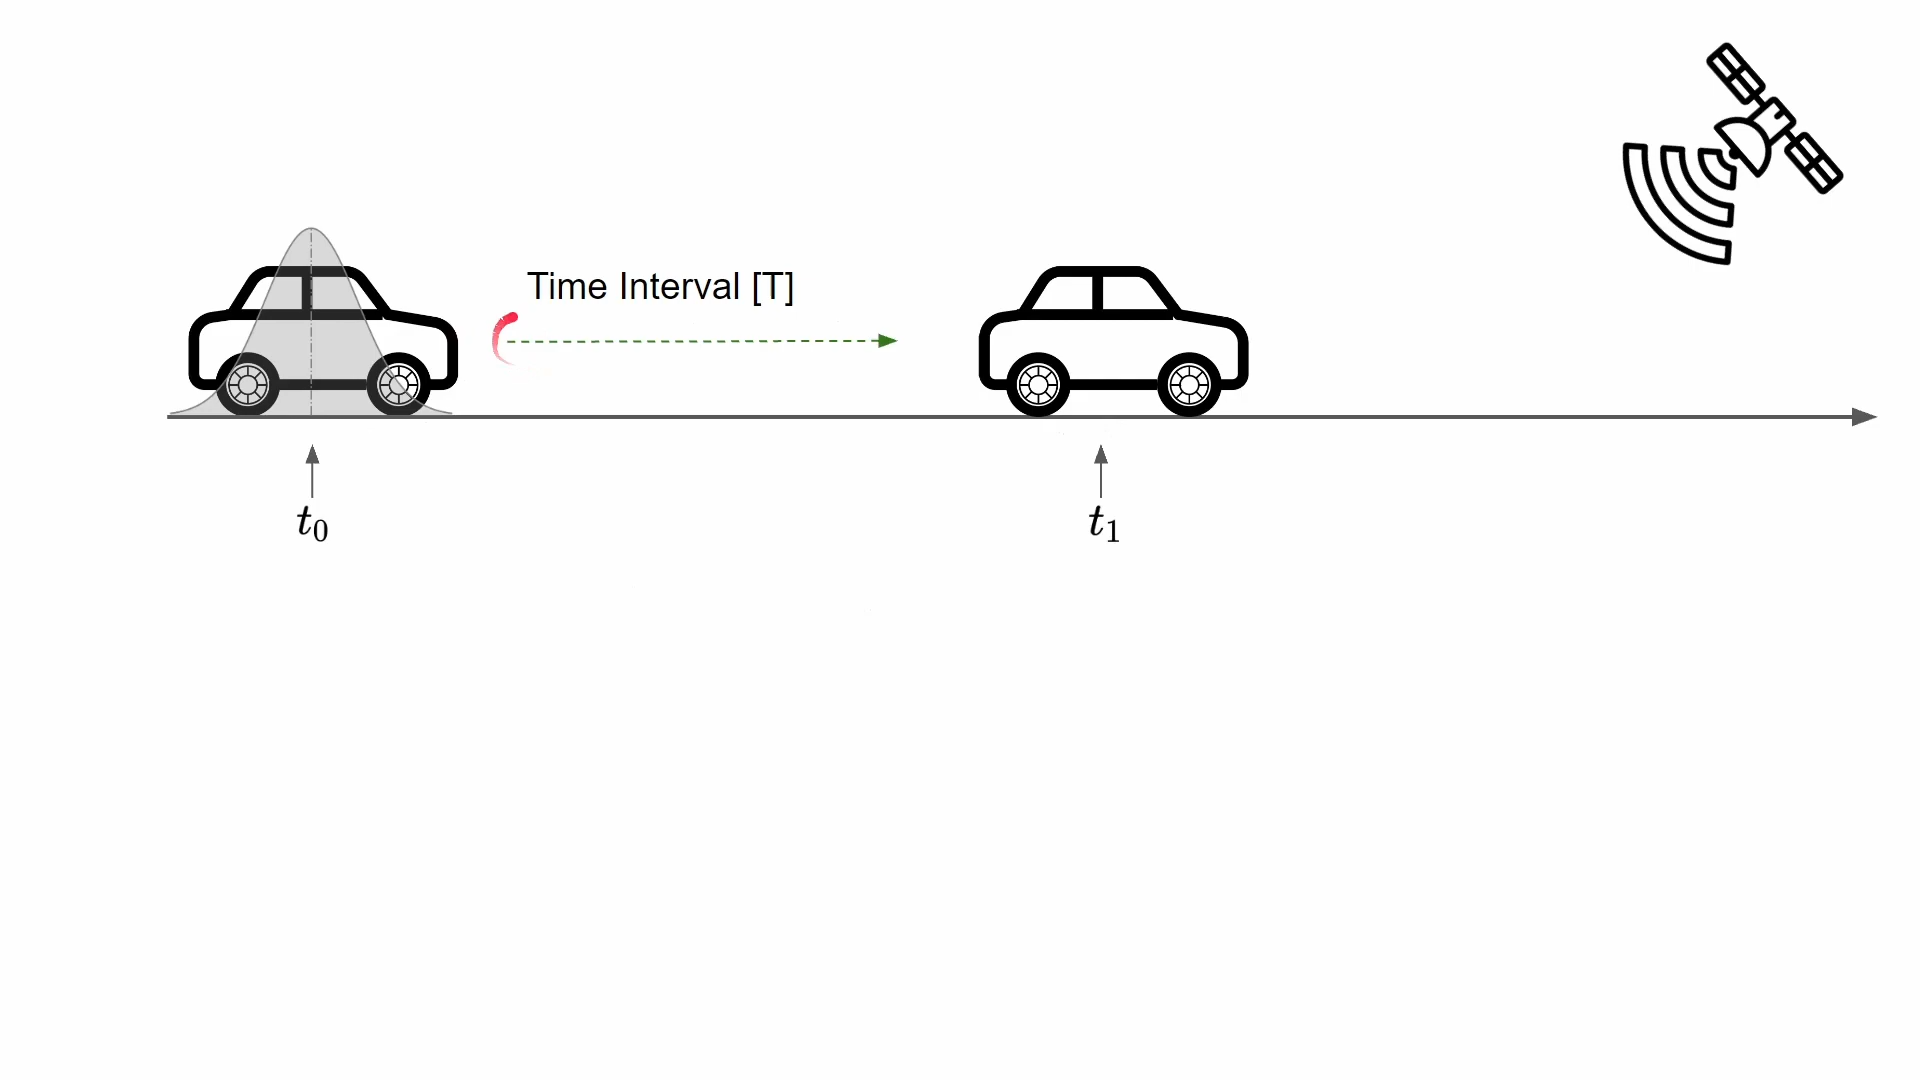 Time Interval [T]
t₀
t₁